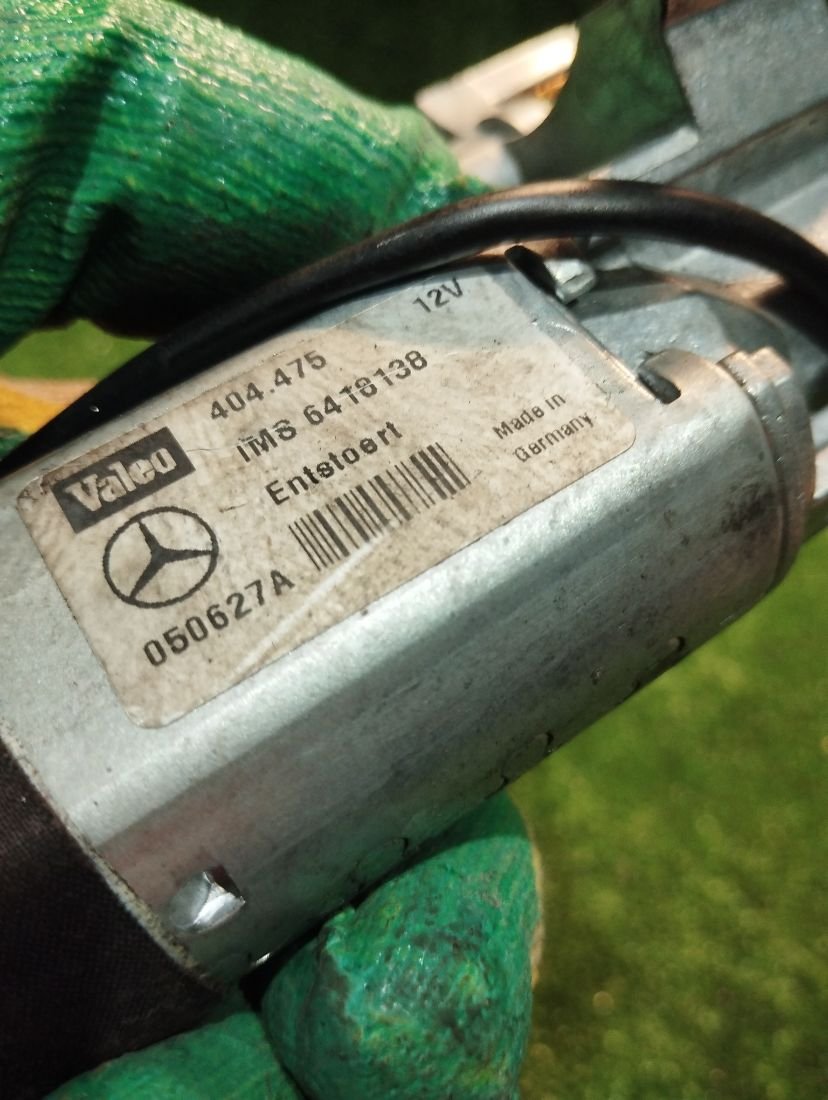 12V
404.475
Valeo
IMS 6418138
Entstoert
Made in
Germany
050627A